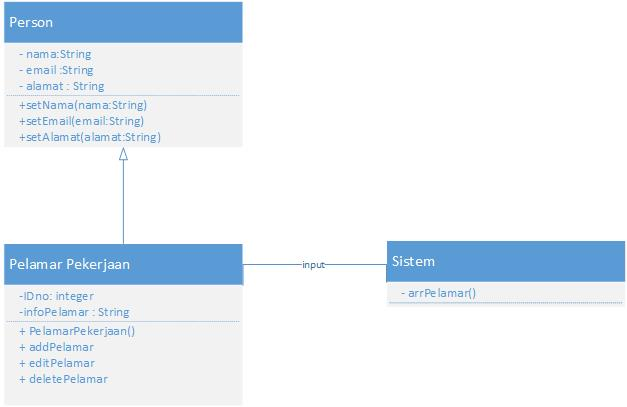 Person
- nama:String
- email :String
- alamat : String
+setNama(nama:String)
+setEmail(email:String)
+setAlamat(alamat:String)
Pelamar Pekerjaan
-IDno: integer
-infoPelamar : String
+ PelamarPekerjaan()
+ addPelamar
+ editPelamar
+ deletePelamar
input
Sistem
- arrPelamar()